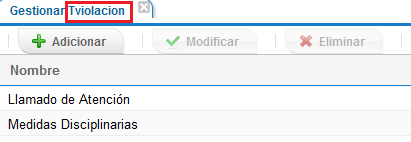 Gestionar Tviolacion
Adicionar Modificar Eliminar
Nombre
Llamado de Atención
Medidas Disciplinarias